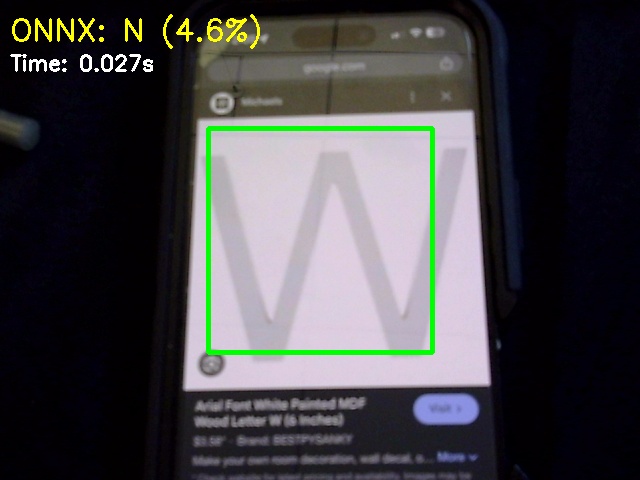 ONNX: N (4.6%)
Time: 0.027s
google.com
Michaels
W
Arial Font White Painted MDF
Wood Letter W (6 Inches)
Visit >
$3.58* · Brand: BESTPYSANKY
Make your own room decoration, wall decal, o... More